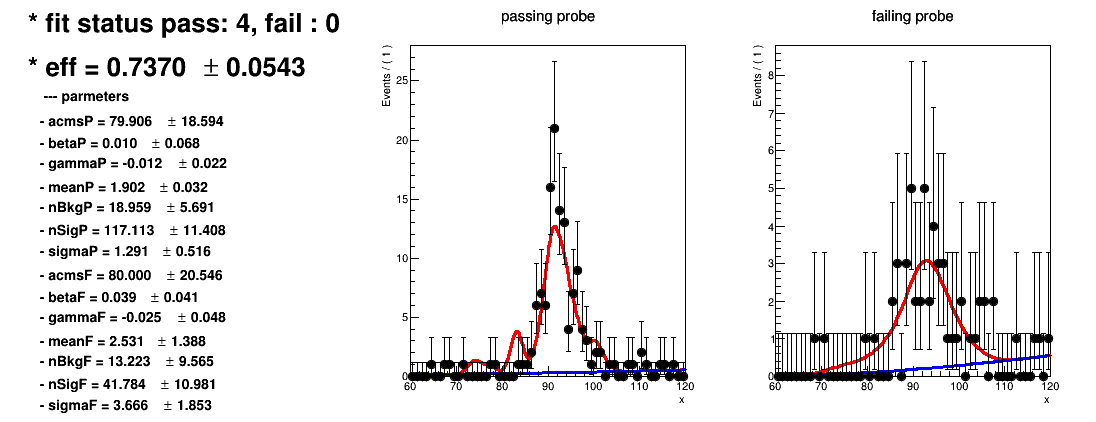 * fit status pass: 4, fail : 0
* eff = 0.7370 ± 0.0543
--- parmeters
- acmsP = 79.906 ± 18.594
- betaP = 0.010 ± 0.068
- gammaP = -0.012 ± 0.022
- meanP = 1.902 ± 0.032
- nBkgP = 18.959 ± 5.691
- nSigP = 117.113 ± 11.408
- sigmaP = 1.291 ± 0.516
- acmsF = 80.000 ± 20.546
- betaF = 0.039 ± 0.041
- gammaF = -0.025 ± 0.048
- meanF = 2.531 ± 1.388
- nBkgF = 13.223 ± 9.565
- nSigF = 41.784 ± 10.981
- sigmaF = 3.666 ± 1.853
passing probe
Events / ( 1 )
25
20
15
10
5
0
60 70 80 90 100 110 120
x
failing probe
Events / ( 1 )
8
7
6
5
4
3
2
1
0
60 70 80 90 100 110 120
x